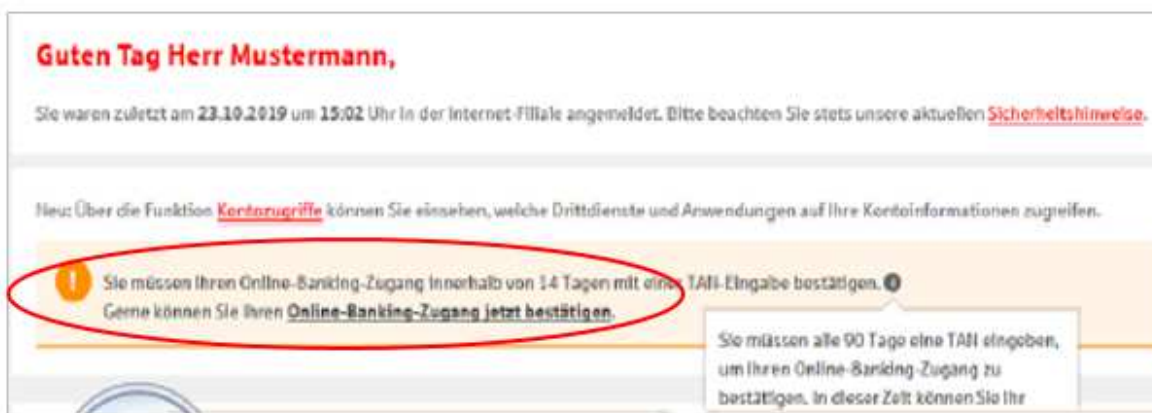 Guten Tag Herr Mustermann,
Sie waren zuletzt am 23.10.2019 um 15:02 Uhr in der Internet-Filiale angemeldet. Bitte beachten Sie stets unsere aktuellen Sicherheitshinweise.
Neu: Über die Funktion Kontozugriffe können Sie einsehen, welche Drittdienste und Anwendungen auf Ihre Kontoinformationen zugreifen.
Sie müssen Ihren Online-Banking-Zugang innerhalb von 14 Tagen mit einer TAN-Eingabe bestätigen.
Gerne können Sie Ihren Online-Banking-Zugang jetzt bestätigen.
Sie müssen alle 90 Tage eine TAN eingeben,
um Ihren Online-Banking-Zugang zu
bestätigen. In dieser Zeit können Sie Ihr